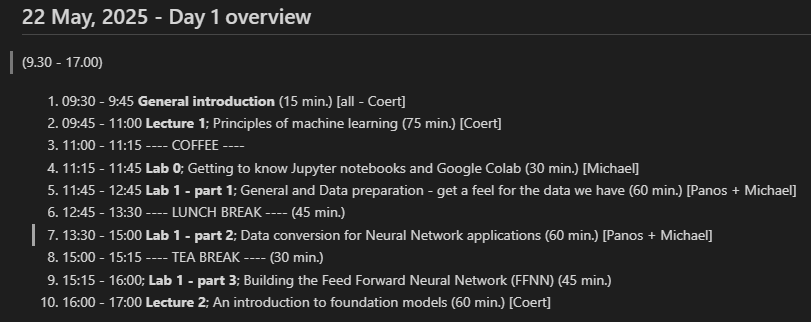 22 May, 2025 - Day 1 overview
(9.30 - 17.00)
1. 09:30 - 9:45 General introduction (15 min.) [all - Coert]
2. 09:45 - 11:00 Lecture 1; Principles of machine learning (75 min.) [Coert]
3. 11:00 - 11:15 ---- COFFEE ----
4. 11:15 - 11:45 Lab 0; Getting to know Jupyter notebooks and Google Colab (30 min.) [Michael]
5. 11:45 - 12:45 Lab 1 - part 1; General and Data preparation - get a feel for the data we have (60 min.) [Panos + Michael]
6. 12:45 - 13:30 ---- LUNCH BREAK ---- (45 min.)
7. 13:30 - 15:00 Lab 1 - part 2; Data conversion for Neural Network applications (60 min.) [Panos + Michael]
8. 15:00 - 15:15 ---- TEA BREAK ---- (30 min.)
9. 15:15 - 16:00; Lab 1 - part 3; Building the Feed Forward Neural Network (FFNN) (45 min.)
10. 16:00 - 17:00 Lecture 2; An introduction to foundation models (60 min.) [Coert]